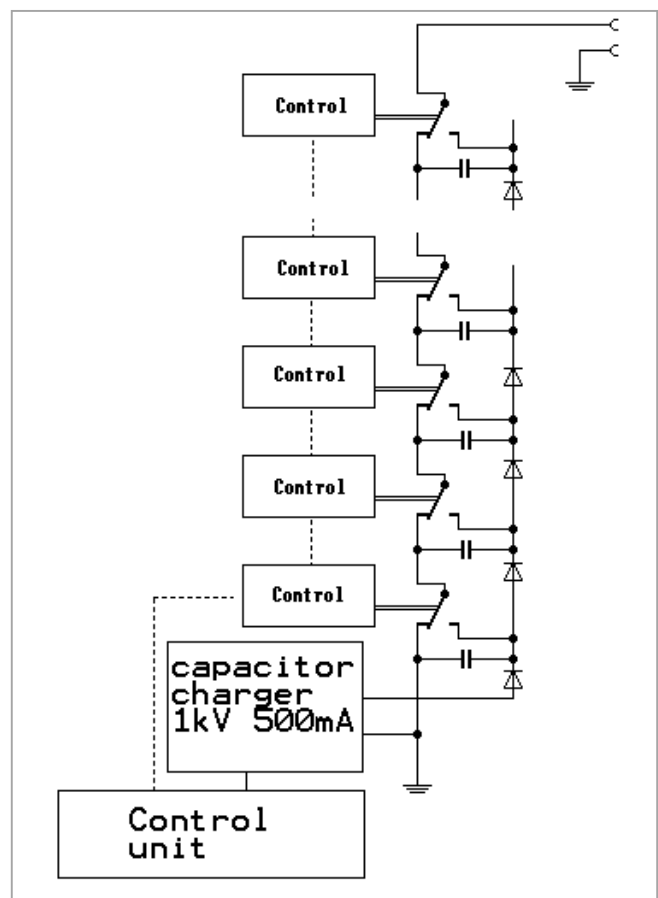 Control
Control
Control
Control
Control
capacitor
charger
1kV 500mA
Control
unit